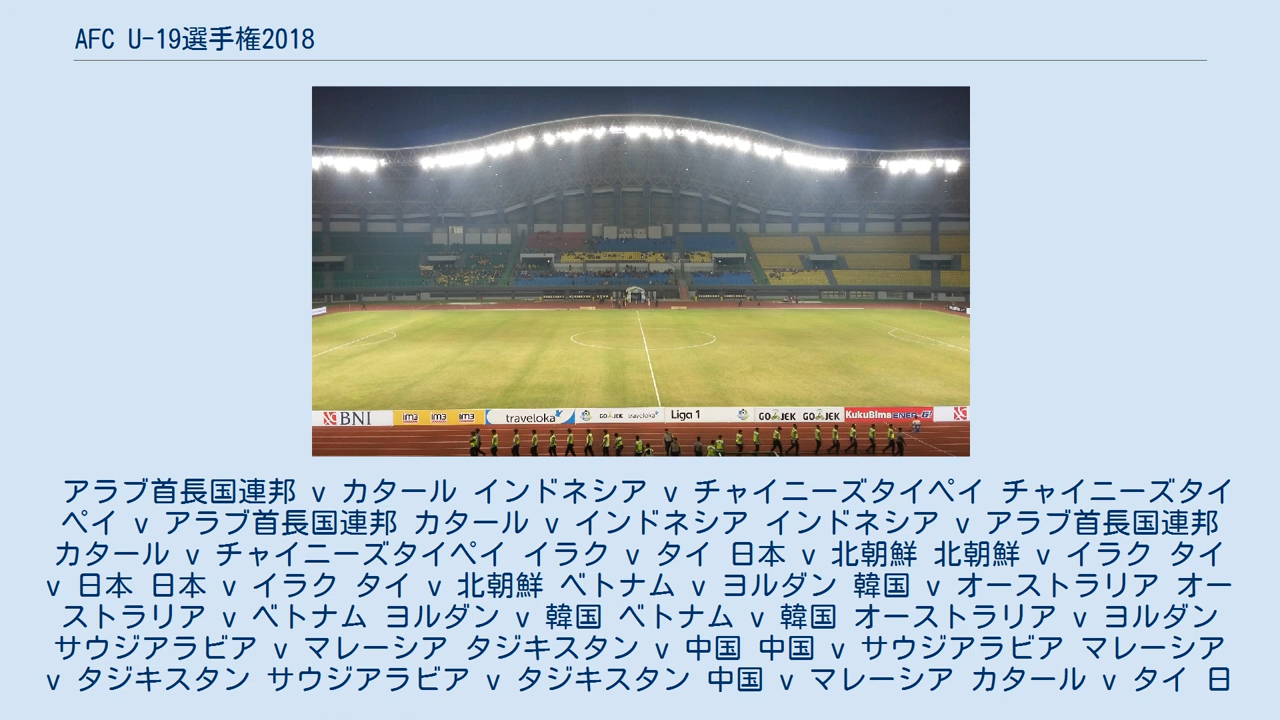 AFC U-19選手権2018
BNI im3 im3 im3 traveloka GO-JEK traveloka Liga 1 GO-JEK GO-JEK KukuBima ENER-G!
アラブ首長国連邦 v カタール インドネシア v チャイニーズタイペイ チャイニーズタイ
ペイ v アラブ首長国連邦 カタール v インドネシア インドネシア v アラブ首長国連邦
カタール v チャイニーズタイペイ イラク v タイ 日本 v 北朝鮮 北朝鮮 v イラク タイ
v 日本 日本 v イラク タイ v 北朝鮮 ベトナム v ヨルダン 韓国 v オーストラリア オー
ストラリア v ベトナム ヨルダン v 韓国 ベトナム v 韓国 オーストラリア v ヨルダン
サウジアラビア v マレーシア タジキスタン v 中国 中国 v サウジアラビア マレーシア
v タジキスタン サウジアラビア v タジキスタン 中国 v マレーシア カタール v タイ 日